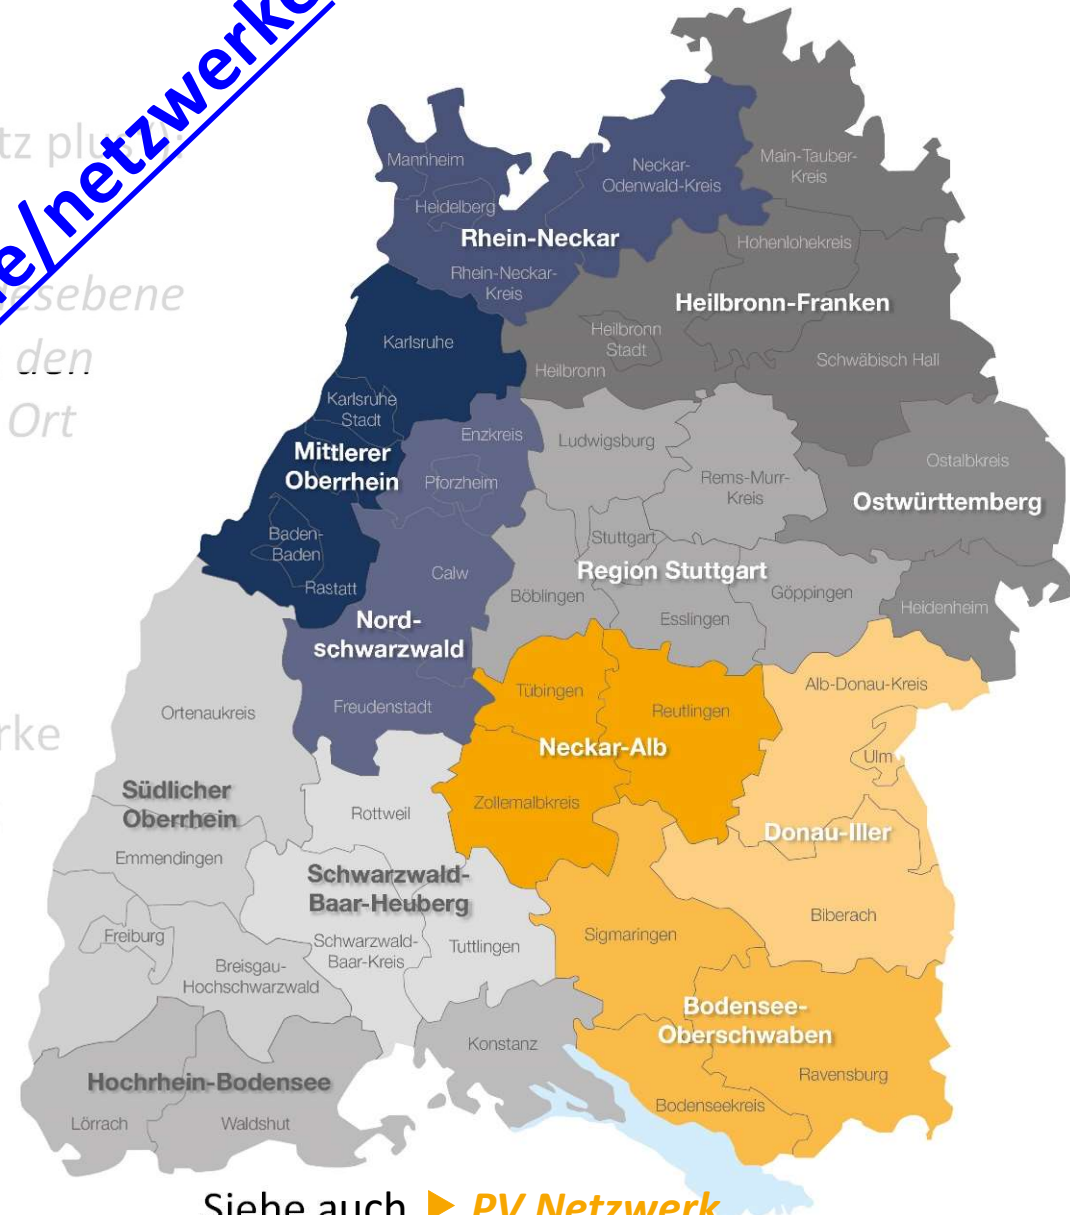 e/netzwerke
tz plus"):
esebene
den
Ort
rke
Mannheim
Heidelberg
Rhein-Neckar
Rhein-Neckar-
Kreis
Neckar-
Odenwald-Kreis
Main-Tauber-
Kreis
Hohenlohekreis
Heilbronn-Franken
Heilbronn
Stadt
Heilbronn
Schwäbisch Hall
Karlsruhe
Karlsruhe
Stadt
Mittlerer
Oberrhein
Baden-
Baden
Rastatt
Enzkreis
Pforzheim
Calw
Nord-
schwarzwald
Freudenstadt
Ludwigsburg
Rems-Murr-
Kreis
Stuttgart
Region Stuttgart
Böblingen
Esslingen
Göppingen
Ostalbkreis
Ostwürttemberg
Heidenheim
Tübingen
Reutlingen
Neckar-Alb
Zollernalbkreis
Alb-Donau-Kreis
Ulm
Donau-Iller
Biberach
Ortenaukreis
Südlicher
Oberrhein
Emmendingen
Freiburg
Breisgau-
Hochschwarzwald
Rottweil
Schwarzwald-
Baar-Heuberg
Schwarzwald-
Baar-Kreis
Tuttlingen
Sigmaringen
Bodensee-
Oberschwaben
Ravensburg
Bodenseekreis
Konstanz
Hochrhein-Bodensee
Lörrach
Waldshut
Siehe auch ▶ PV Netzwerk